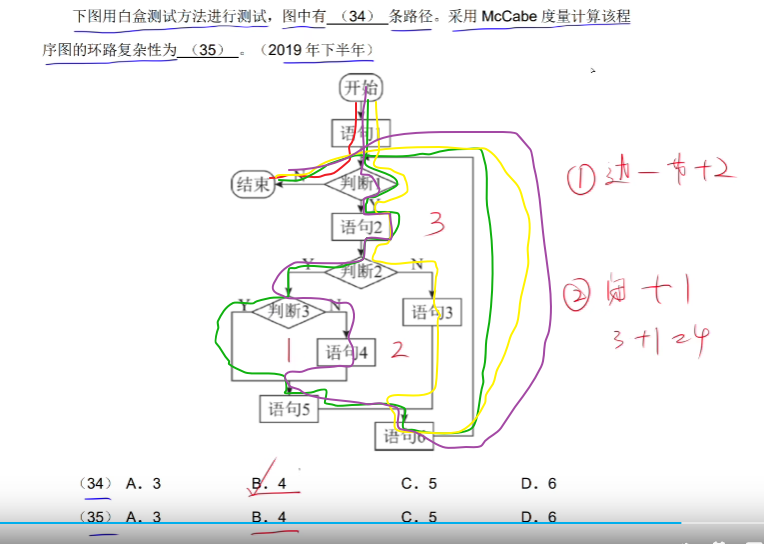 下图用白盒测试方法进行测试，图中有 （34） 条路径。采用 McCabe 度量计算该程
序图的环路复杂性为 （35） 。（2019 年下半年）
开始
语句1
结束
N
判断1
Y
语句2
3
① 边一节+2
Y
判断2
N
Y
判断3
N
语句3
② 闭+1
1
语句4
2
3+1=4
语句5
语句6
（34） A．3 B．4 C．5 D．6
（35） A．3 B．4 C．5 D．6